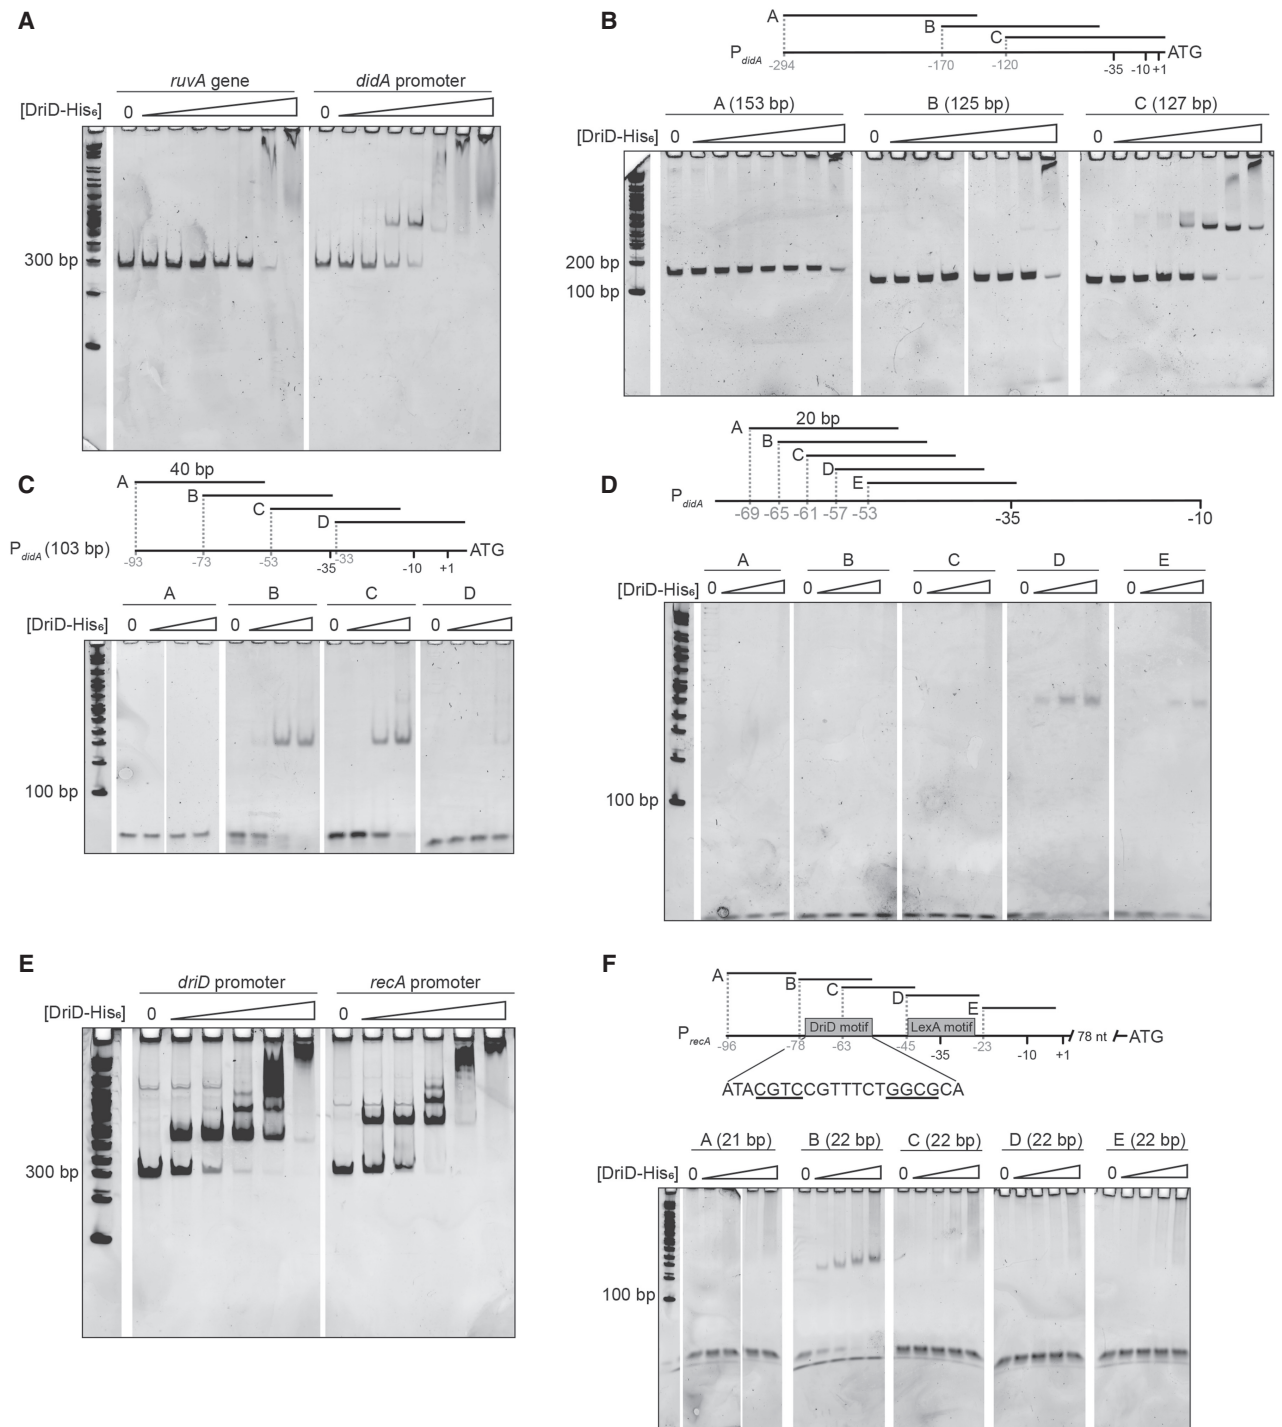 A
ruvA gene
didA promoter
[DriD-His₆]
0
0
300 bp
B
A
B
C
PdidA
ATG
-294
-170
-120
-35
-10
+1
A (153 bp)
B (125 bp)
C (127 bp)
[DriD-His₆]
0
0
0
200 bp
100 bp
C
40 bp
A
B
C
D
PdidA (103 bp)
ATG
-93
-73
-53
-35
-33
-10
+1
A
B
C
D
[DriD-His₆]
0
0
0
0
100 bp
D
20 bp
A
B
C
D
E
PdidA
-69
-65
-61
-57
-53
-35
-10
A
B
C
D
E
[DriD-His₆]
0
0
0
0
0
100 bp
E
driD promoter
recA promoter
[DriD-His₆]
0
0
300 bp
F
A
B
C
D
E
DriD motif
LexA motif
PrecA
78 nt
ATG
-96
-78
-63
-45
-35
-23
-10
+1
ATACGTCCGTTTCTGGCGCA
A (21 bp)
B (22 bp)
C (22 bp)
D (22 bp)
E (22 bp)
[DriD-His₆]
0
0
0
0
0
100 bp